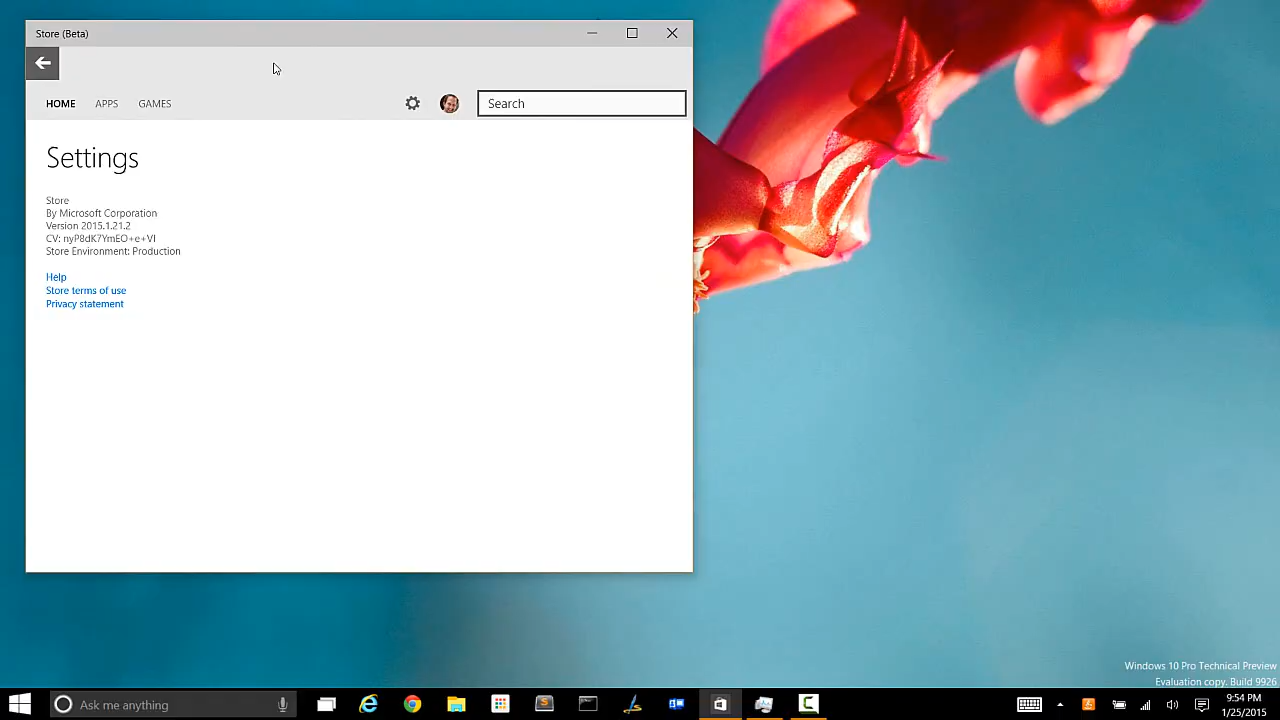 Store (Beta)
HOME
APPS
GAMES
Search
Settings
Store
By Microsoft Corporation
Version 2015.1.21.2
CV: nyP8dK7YmEO+e+VI
Store Environment: Production
Help
Store terms of use
Privacy statement
Windows 10 Pro Technical Preview
Evaluation copy. Build 9926
Ask me anything
9:54 PM
1/25/2015